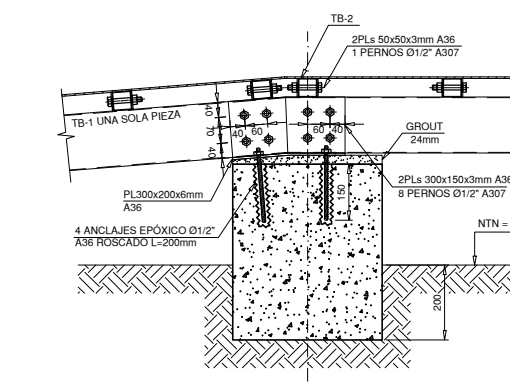 TB-2
2PLs 50x50x3mm A36
1 PERNOS Ø1/2" A307
TB-1 UNA SOLA PIEZA
40
70
40
40
60
60
40
GROUT
24mm
PL300x200x6mm
A36
150
2PLs 300x150x3mm A36
8 PERNOS Ø1/2" A307
4 ANCLAJES EPÓXICO Ø1/2"
A36 ROSCADO L=200mm
NTN =
200